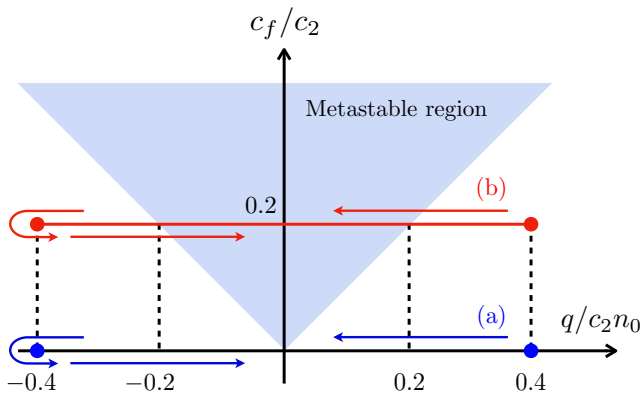 c_f/c_2
Metastable region
(b)
0.2
(a)
q/c_2n_0
−0.4
−0.2
0.2
0.4